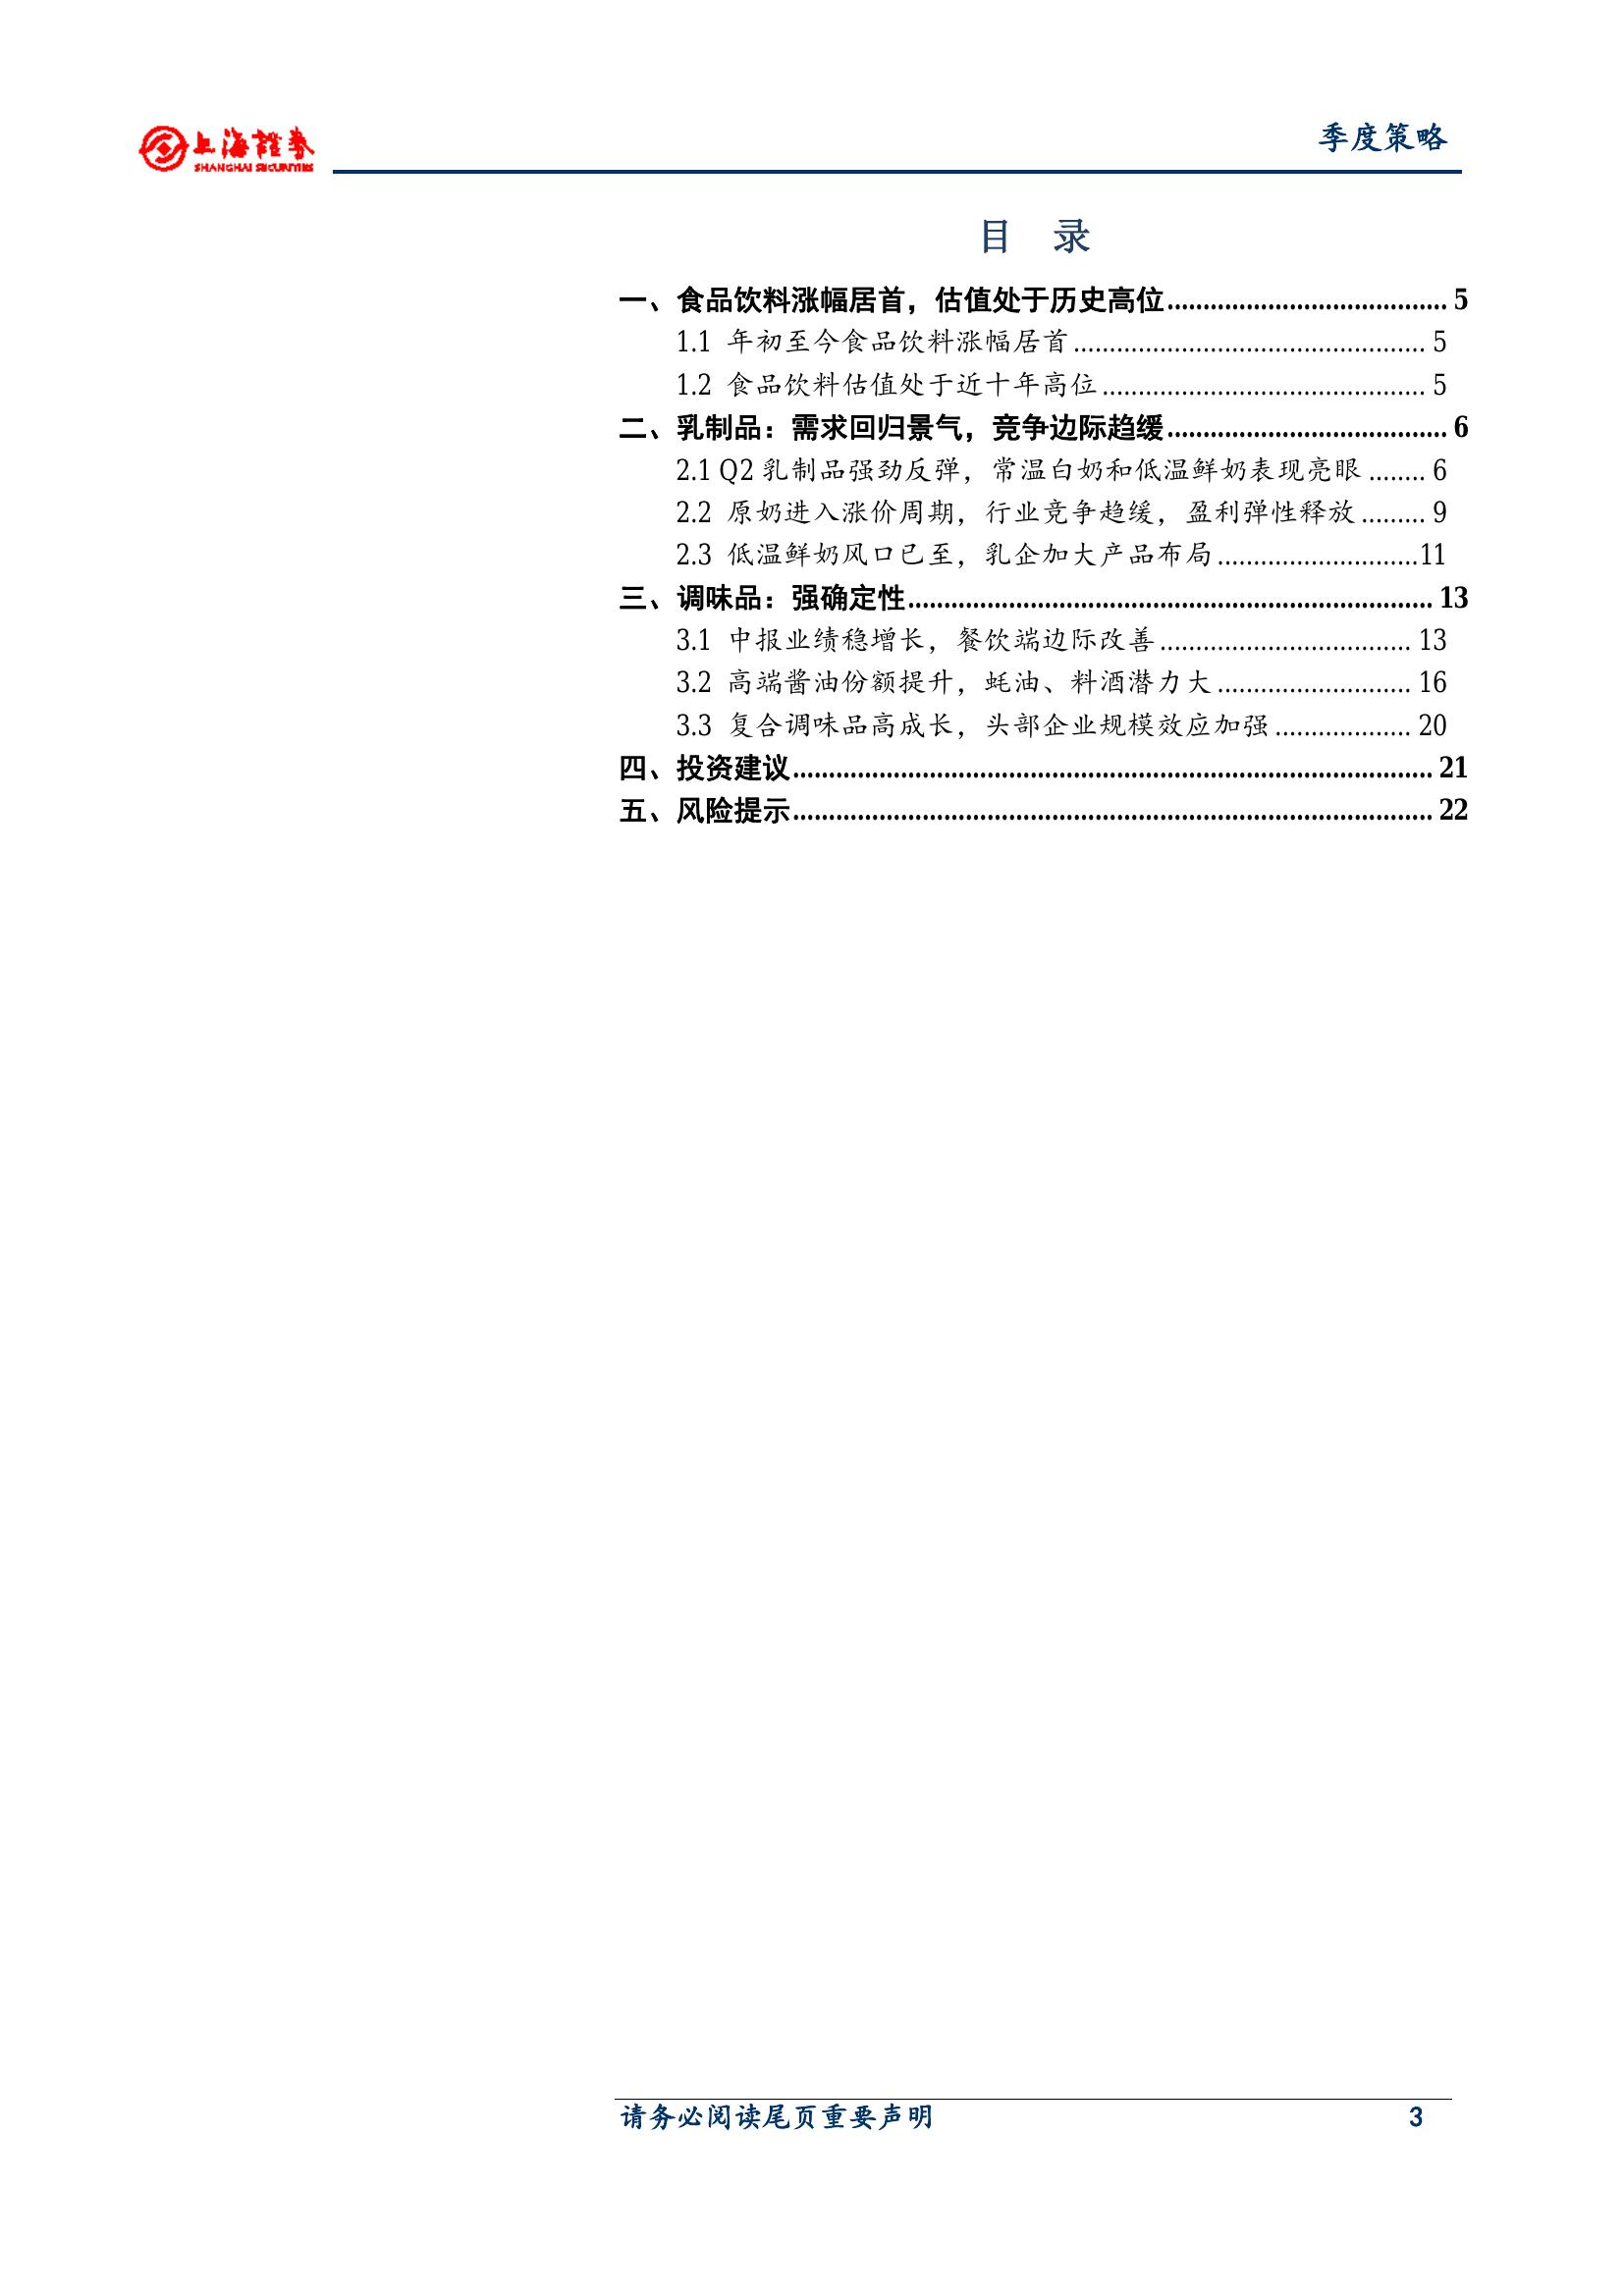 上海證券
SHANGHAI SECURITIES
季度策略
目 录
一、食品饮料涨幅居首，估值处于历史高位....................................... 5
1.1 年初至今食品饮料涨幅居首................................................. 5
1.2 食品饮料估值处于近十年高位............................................. 5
二、乳制品：需求回归景气，竞争边际趋缓....................................... 6
2.1 Q2 乳制品强劲反弹，常温白奶和低温鲜奶表现亮眼........ 6
2.2 原奶进入涨价周期，行业竞争趋缓，盈利弹性释放......... 9
2.3 低温鲜奶风口已至，乳企加大产品布局............................11
三、调味品：强确定性......................................................................... 13
3.1 中报业绩稳增长，餐饮端边际改善................................... 13
3.2 高端酱油份额提升，蚝油、料酒潜力大........................... 16
3.3 复合调味品高成长，头部企业规模效应加强................... 20
四、投资建议......................................................................................... 21
五、风险提示......................................................................................... 22
请务必阅读尾页重要声明 3